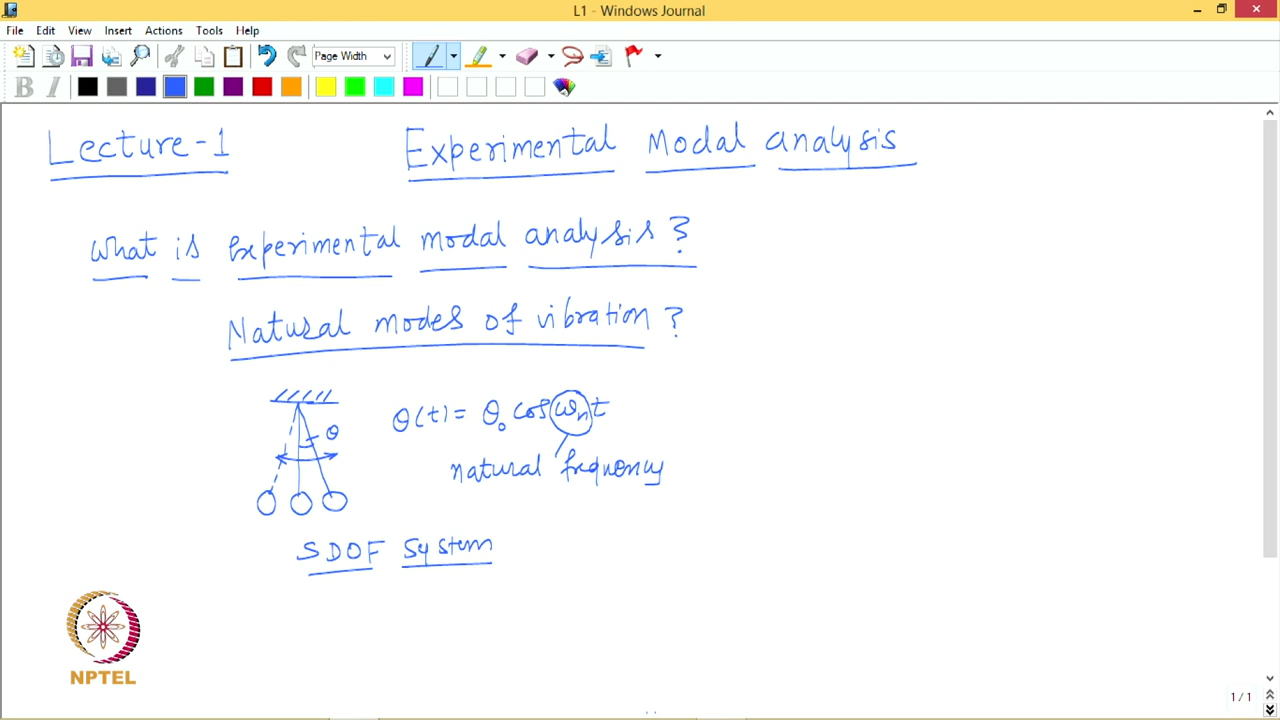 L1 - Windows Journal
File Edit View Insert Actions Tools Help
Page Width
B I
Lecture-1 Experimental Modal analysis
What is experimental modal analysis ?
Natural modes of vibration ?
θ(t) = θ₀ cos ωₙt
θ
natural frequency
SDOF System
NPTEL
1 / 1